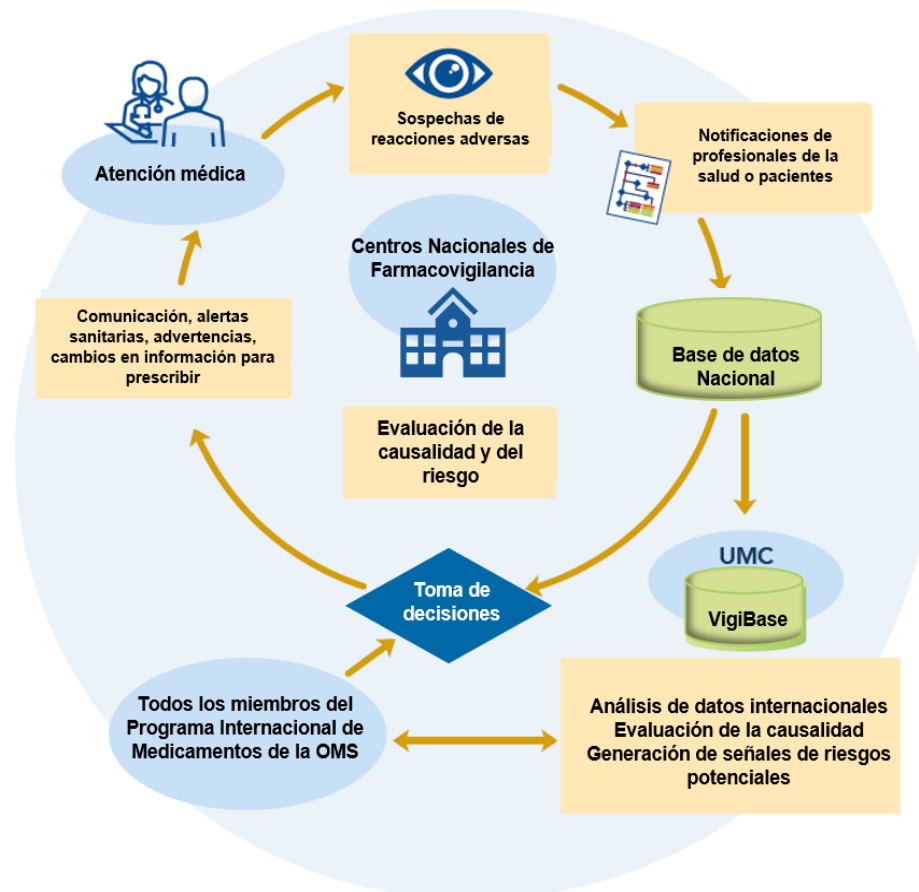 Sospechas de
reacciones adversas
Notificaciones de
profesionales de la
salud o pacientes
Atención médica
Centros Nacionales de
Farmacovigilancia
Comunicación, alertas
sanitarias, advertencias,
cambios en información para
prescribir
Base de datos
Nacional
Evaluación de la
causalidad y del
riesgo
UMC
VigiBase
Toma de
decisiones
Todos los miembros del
Programa Internacional de
Medicamentos de la OMS
Análisis de datos internacionales
Evaluación de la causalidad
Generación de señales de riesgos
potenciales